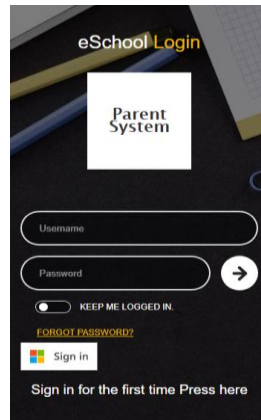 eSchool Login
Parent
System
Username
Password
KEEP ME LOGGED IN.
FORGOT PASSWORD?
Sign in
Sign in for the first time Press here